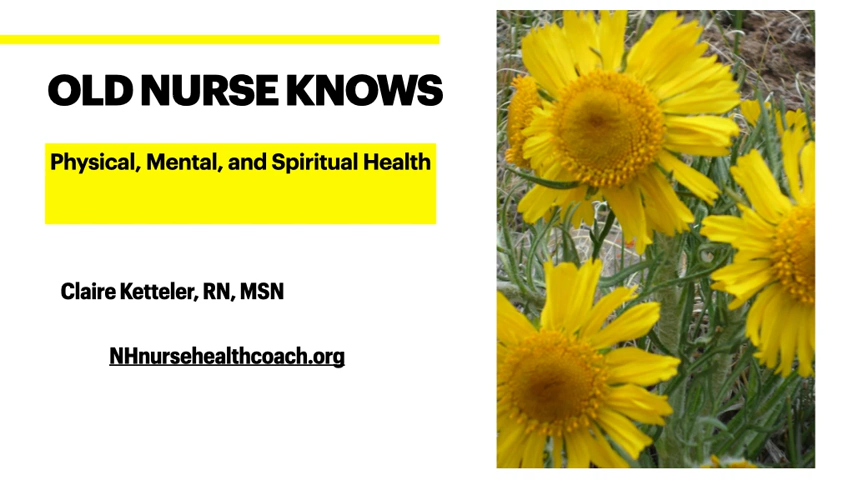 OLD NURSE KNOWS
Physical, Mental, and Spiritual Health
Claire Ketteler, RN, MSN
NHnursehealthcoach.org